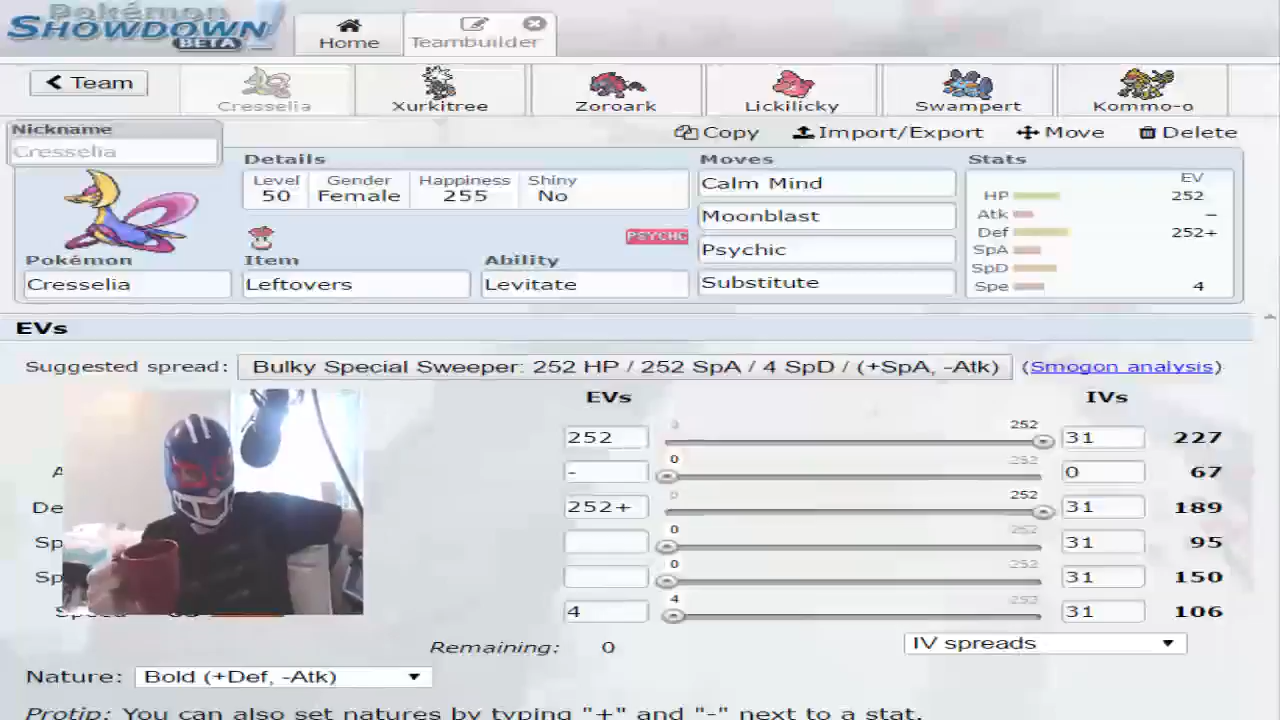 Pokémon
SHOWDOWN!
BETA
Home
Teambuilder
Team
Cresselia
Xurkitree
Zoroark
Lickilicky
Swampert
Kommo-o
Nickname
Cresselia
Copy
Import/Export
Move
Delete
Details
Level Gender Happiness Shiny
50 Female 255 No
PSYCHC
Pokémon
Cresselia
Item
Leftovers
Ability
Levitate
Moves
Calm Mind
Moonblast
Psychic
Substitute
Stats
EV
HP 252
Atk –
Def 252+
SpA
SpD
Spe 4
EVs
Suggested spread: Bulky Special Sweeper: 252 HP / 252 SpA / 4 SpD / (+SpA, -Atk) (Smogon analysis)
EVs IVs
252 0 252 31 227
A - 0 252 0 67
De 252+ 0 252 31 189
Sp 0 252 31 95
Sp 0 252 31 150
4 4 252 31 106
Remaining: 0
IV spreads
Nature: Bold (+Def, -Atk)
Protip: You can also set natures by typing "+" and "-" next to a stat.